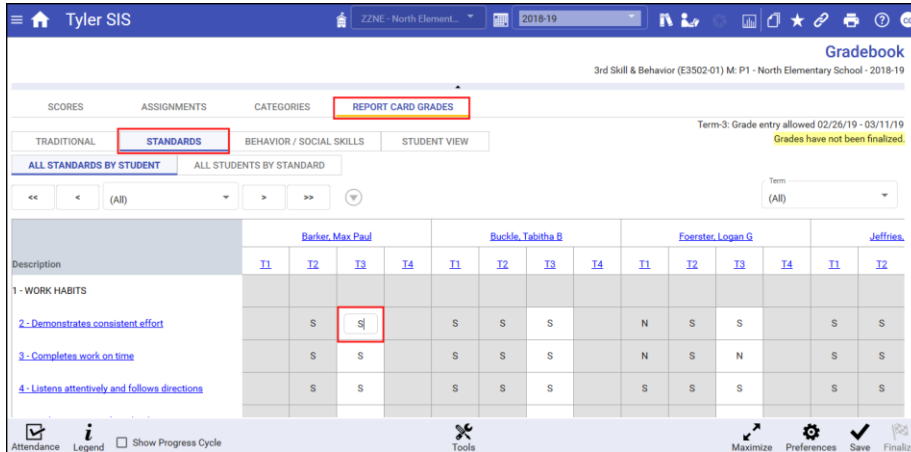 Tyler SIS ZZNE - North Element... 2018-19
Gradebook
3rd Skill & Behavior (E3502-01) M: P1 - North Elementary School - 2018-19
SCORES ASSIGNMENTS CATEGORIES REPORT CARD GRADES
Term-3: Grade entry allowed 02/26/19 - 03/11/19
TRADITIONAL STANDARDS BEHAVIOR / SOCIAL SKILLS STUDENT VIEW Grades have not been finalized.
ALL STANDARDS BY STUDENT ALL STUDENTS BY STANDARD
Term
<< < (All) > >> (All)
Barker, Max Paul Buckle, Tabitha B Foerster, Logan G Jeffries,
Description T1 T2 T3 T4 T1 T2 T3 T4 T1 T2 T3 T4 T1 T2
1 - WORK HABITS
2 - Demonstrates consistent effort S S S S S N S S S S
3 - Completes work on time S S S S S N S N S S
4 - Listens attentively and follows directions S S S S S S S S S S
Attendance Legend Show Progress Cycle Tools Maximize Preferences Save Finaliz